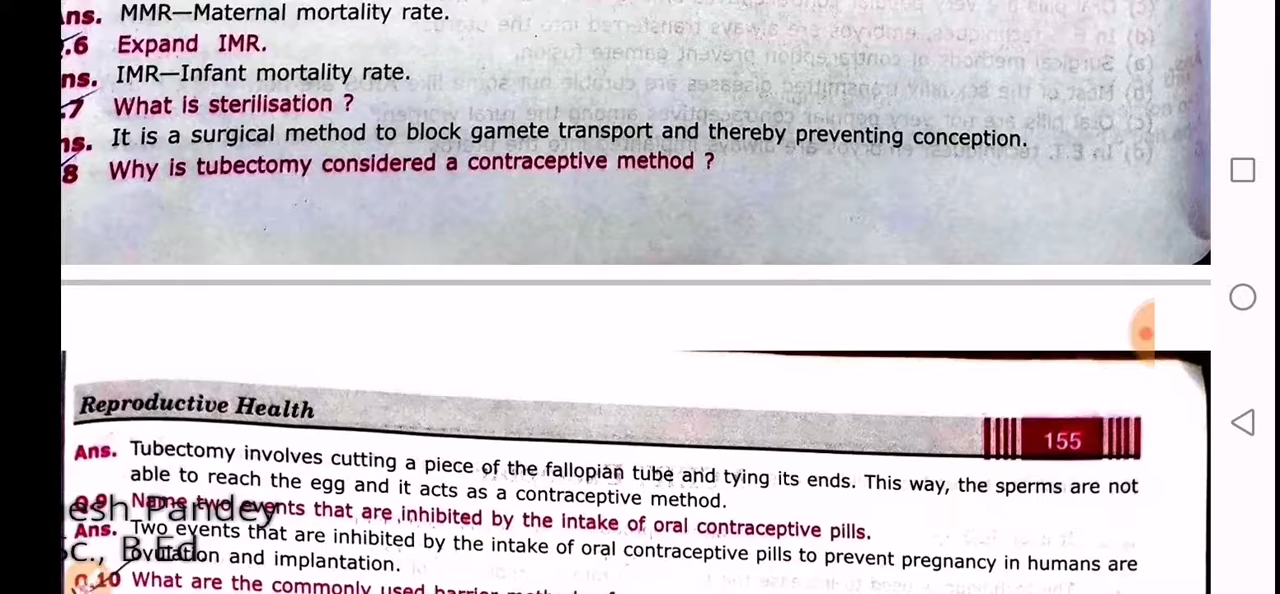 ns. MMR—Maternal mortality rate.
.6 Expand IMR.
ns. IMR—Infant mortality rate.
.7 What is sterilisation ?
ns. It is a surgical method to block gamete transport and thereby preventing conception.
8 Why is tubectomy considered a contraceptive method ?
Reproductive Health
155
Ans. Tubectomy involves cutting a piece of the fallopian tube and tying its ends. This way, the sperms are not
able to reach the egg and it acts as a contraceptive method.
Q.9 Name two events that are inhibited by the intake of oral contraceptive pills.
esh Pandey
Ans. Two events that are inhibited by the intake of oral contraceptive pills to prevent pregnancy in humans are
c., B.Ed
ovulation and implantation.
Q.10 What are the commonly used barrier